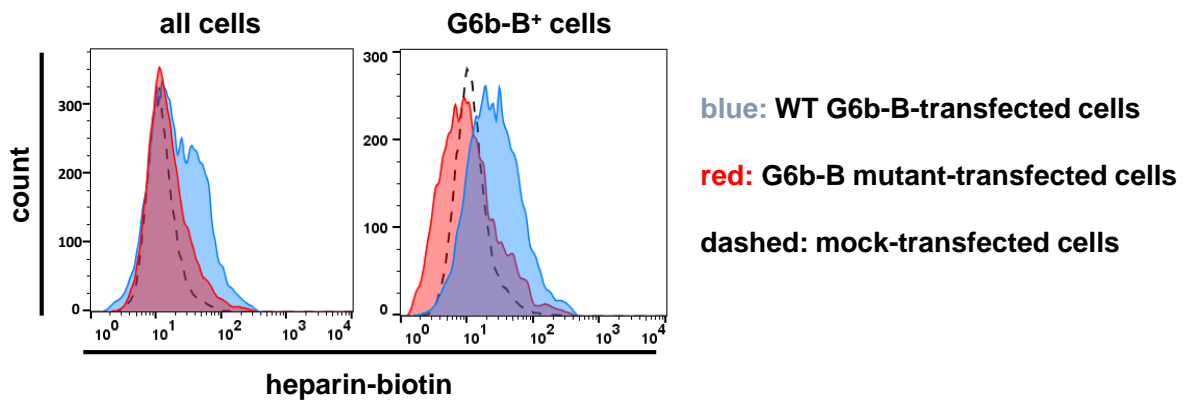 all cells
G6b-B⁺ cells
count
300
200
100
0
10⁰ 10¹ 10² 10³ 10⁴
300
200
100
0
10⁰ 10¹ 10² 10³ 10⁴
heparin-biotin
blue: WT G6b-B-transfected cells
red: G6b-B mutant-transfected cells
dashed: mock-transfected cells